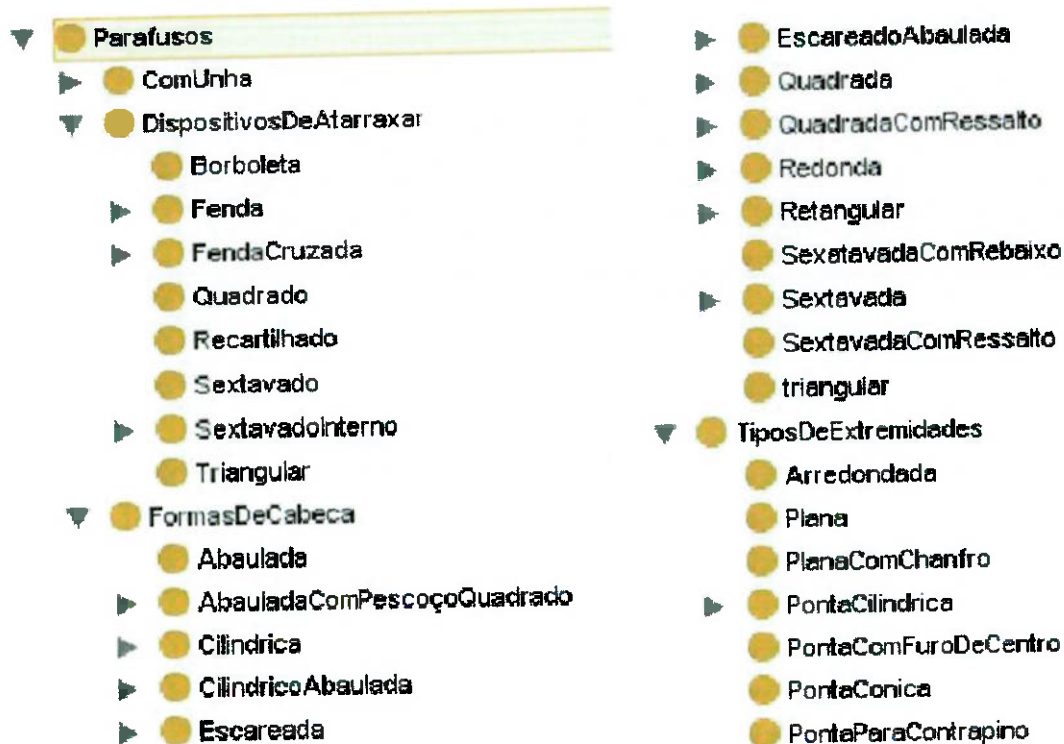 Parafusos
ComUnha
DispositivosDeAtarraxar
Borboleta
Fenda
FendaCruzada
Quadrado
Recartilhado
Sextavado
SextavadoInterno
Triangular
FormasDeCabeca
Abaulada
AbauladaComPescoçoQuadrado
Cilindrica
CilindricoAbaulada
Escareada
EscareadoAbaulada
Quadrada
QuadradaComRessalto
Redonda
Retangular
SexatavadaComRebaixo
Sextavada
SextavadaComRessalto
triangular
TiposDeExtremidades
Arredondada
Plana
PlanaComChanfro
PontaCilindrica
PontaComFuroDeCentro
PontaConica
PontaParaContrapino